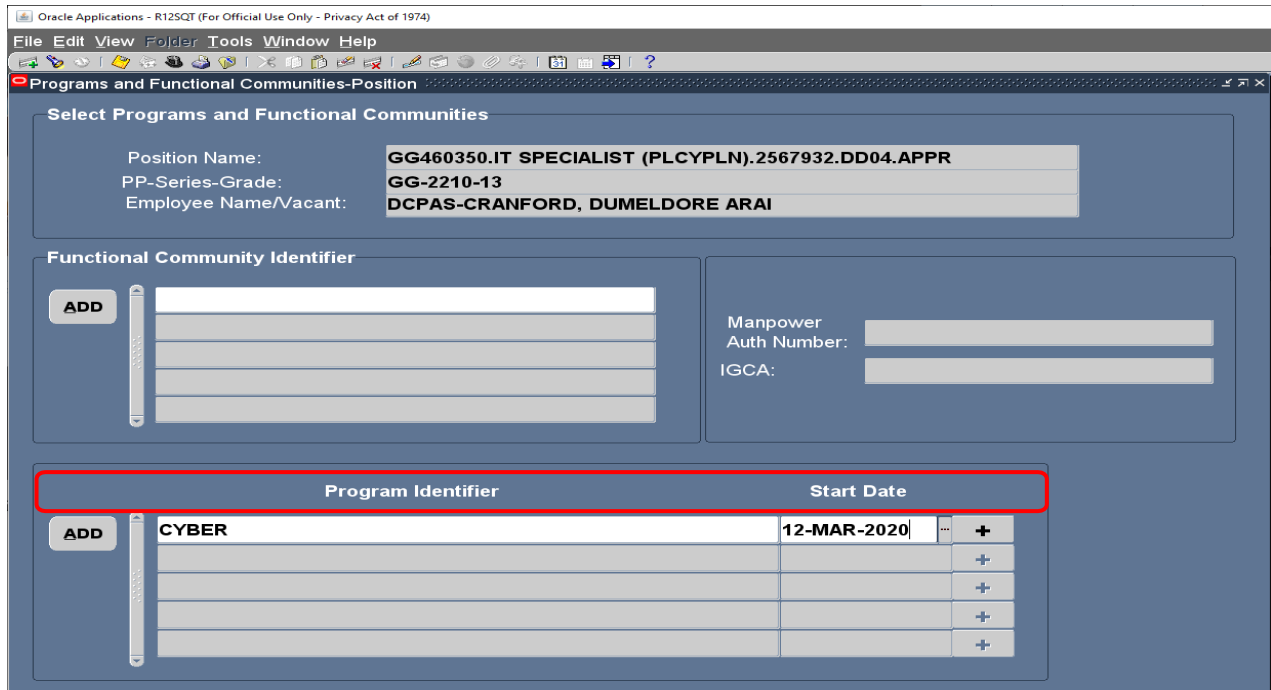 Oracle Applications - R12SQT (For Official Use Only - Privacy Act of 1974)
File Edit View Folder Tools Window Help
Programs and Functional Communities-Position
Select Programs and Functional Communities
Position Name: GG460350.IT SPECIALIST (PLCYPLN).2567932.DD04.APPR
PP-Series-Grade: GG-2210-13
Employee Name/Vacant: DCPAS-CRANFORD, DUMELDORE ARAI
Functional Community Identifier
ADD
Manpower
Auth Number:
IGCA:
Program Identifier Start Date
ADD CYBER 12-MAR-2020 ... +
+
+
+
+